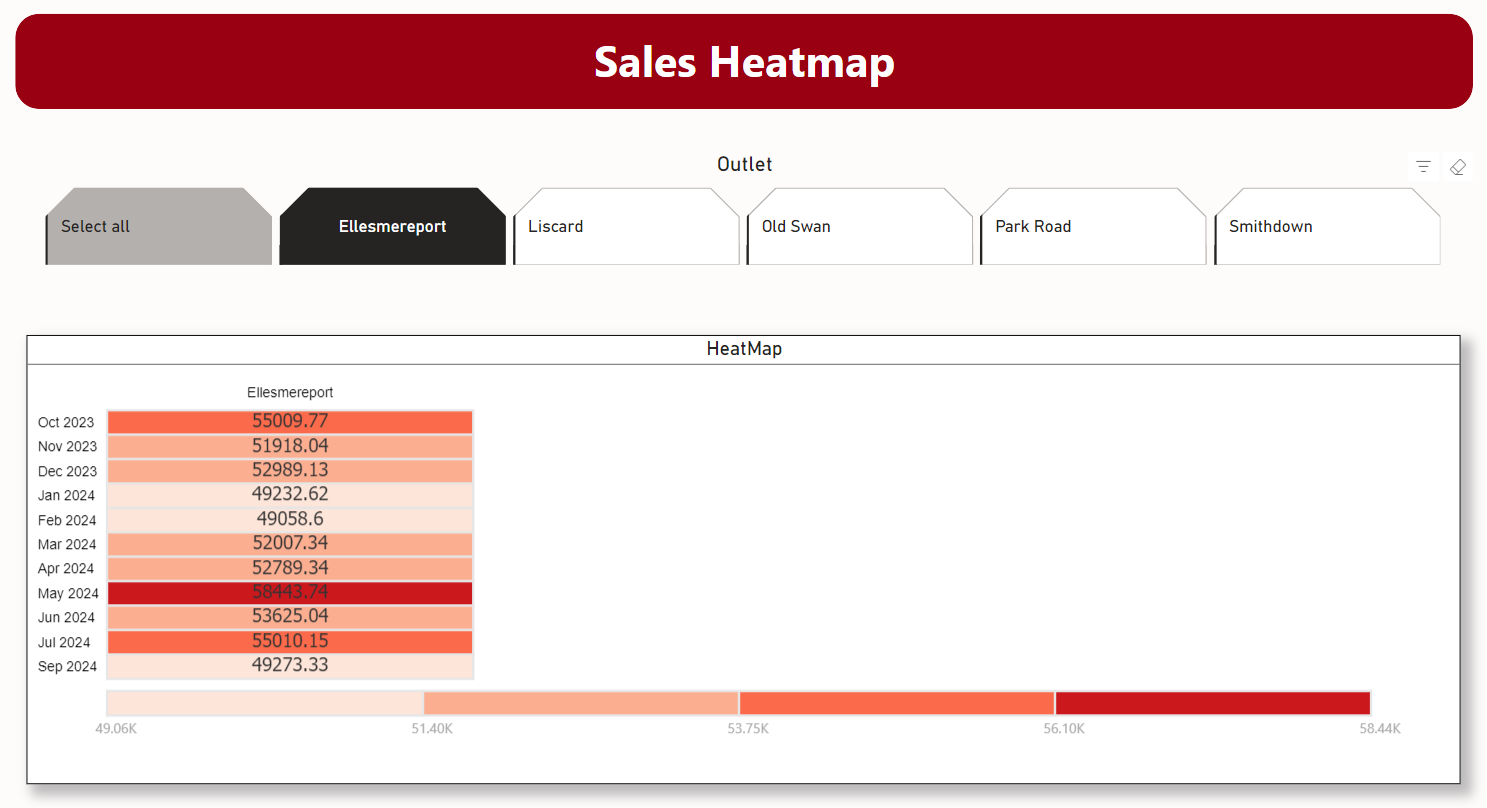 Sales Heatmap
Outlet
Select all
Ellesmereport
Liscard
Old Swan
Park Road
Smithdown
HeatMap
Ellesmereport
Oct 2023 55009.77
Nov 2023 51918.04
Dec 2023 52989.13
Jan 2024 49232.62
Feb 2024 49058.6
Mar 2024 52007.34
Apr 2024 52789.34
May 2024 58443.74
Jun 2024 53625.04
Jul 2024 55010.15
Sep 2024 49273.33
49.06K 51.40K 53.75K 56.10K 58.44K